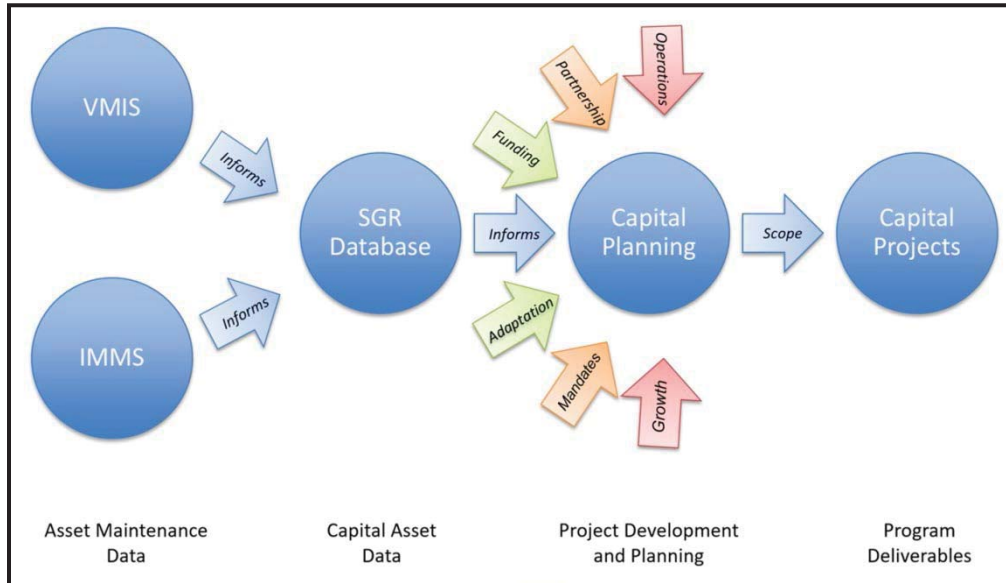 VMIS
Informs
IMMS
Informs
SGR
Database
Informs
Operations
Partnership
Funding
Adaptation
Mandates
Growth
Capital
Planning
Scope
Capital
Projects
Asset Maintenance
Data
Capital Asset
Data
Project Development
and Planning
Program
Deliverables